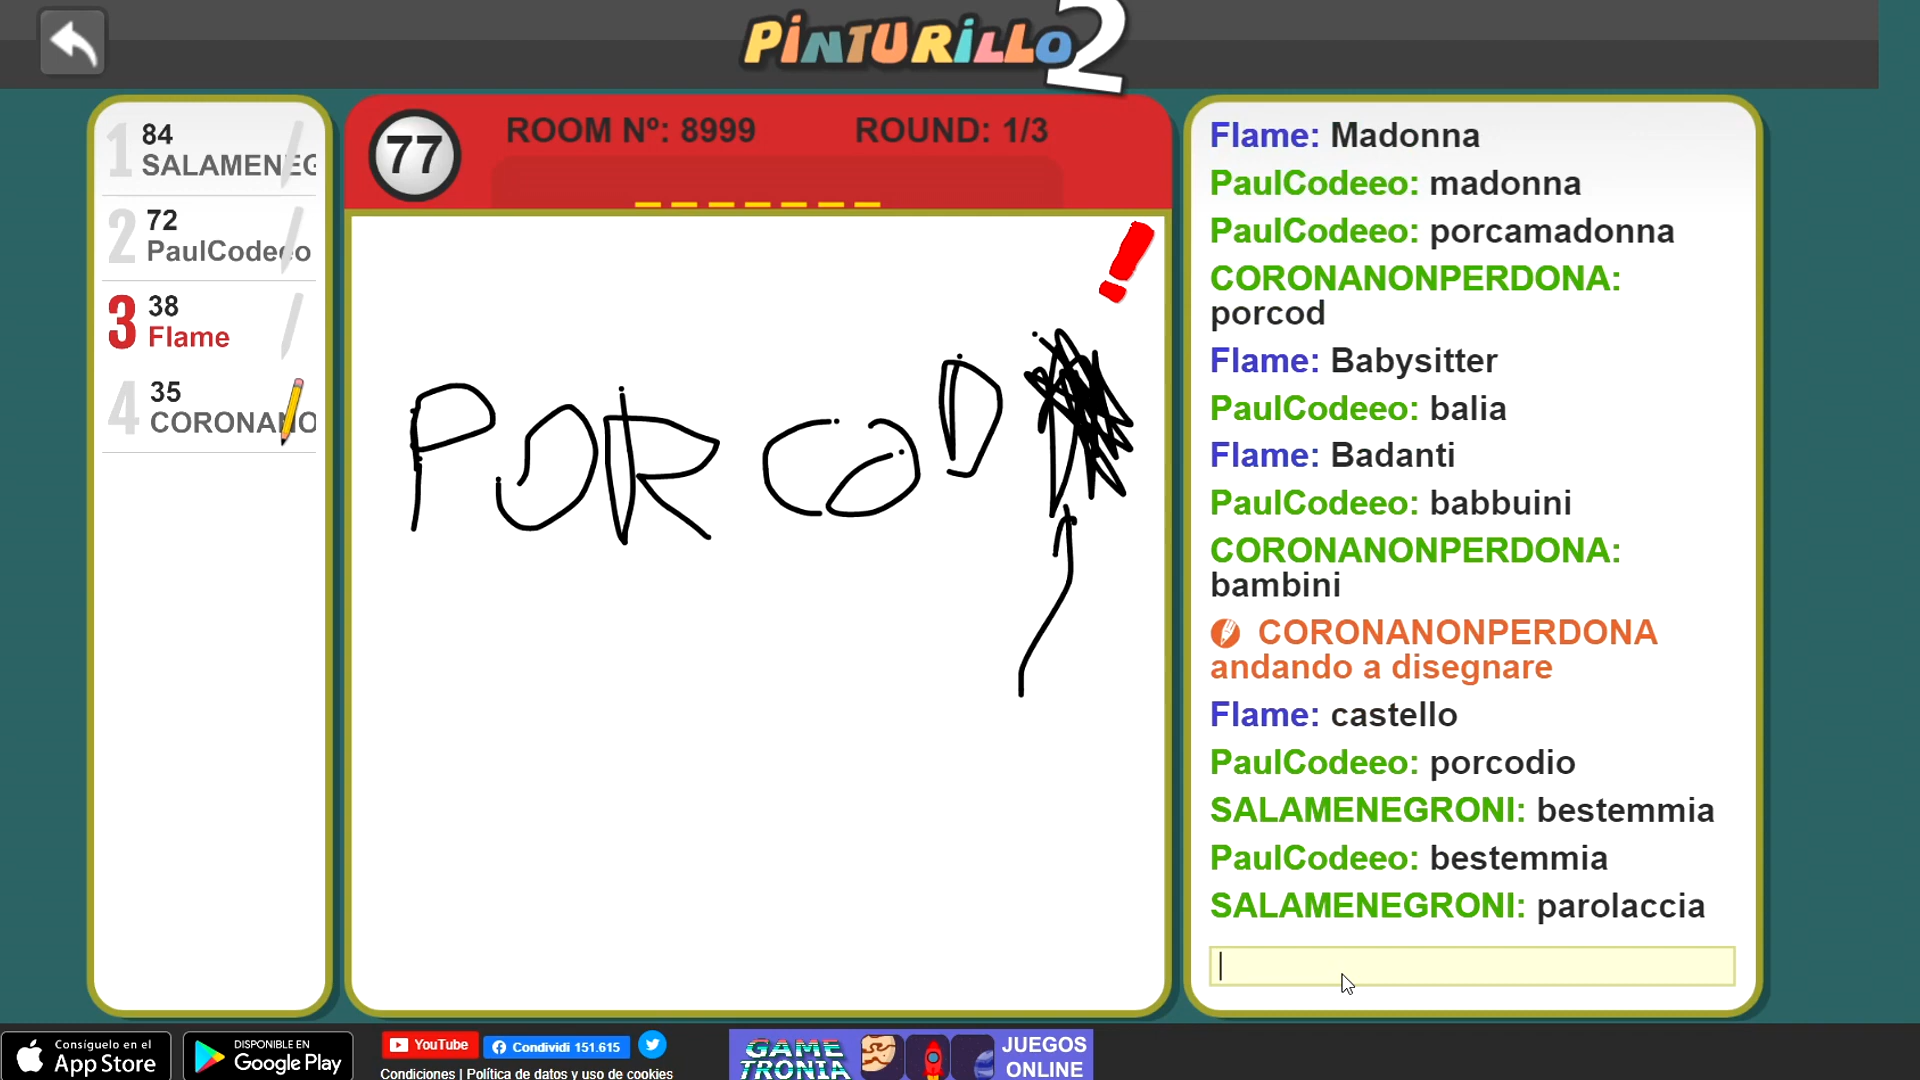 PINTURILLO 2
77
ROOM Nº: 8999
ROUND: 1/3
_ _ _ _ _ _ _
1
84
SALAMENEG
2
72
PaulCodeeo
3
38
Flame
4
35
CORONANO
PORCOD
!
Flame: Madonna
PaulCodeeo: madonna
PaulCodeeo: porcamadonna
CORONANONPERDONA:
porcod
Flame: Babysitter
PaulCodeeo: balia
Flame: Badanti
PaulCodeeo: babbuini
CORONANONPERDONA:
bambini
CORONANONPERDONA
andando a disegnare
Flame: castello
PaulCodeeo: porcodio
SALAMENEGRONI: bestemmia
PaulCodeeo: bestemmia
SALAMENEGRONI: parolaccia
Consíguelo en el
App Store
DISPONIBLE EN
Google Play
YouTube
Condividi 151.615
Condiciones | Política de datos y uso de cookies
GAME
TRONIA
JUEGOS
ONLINE